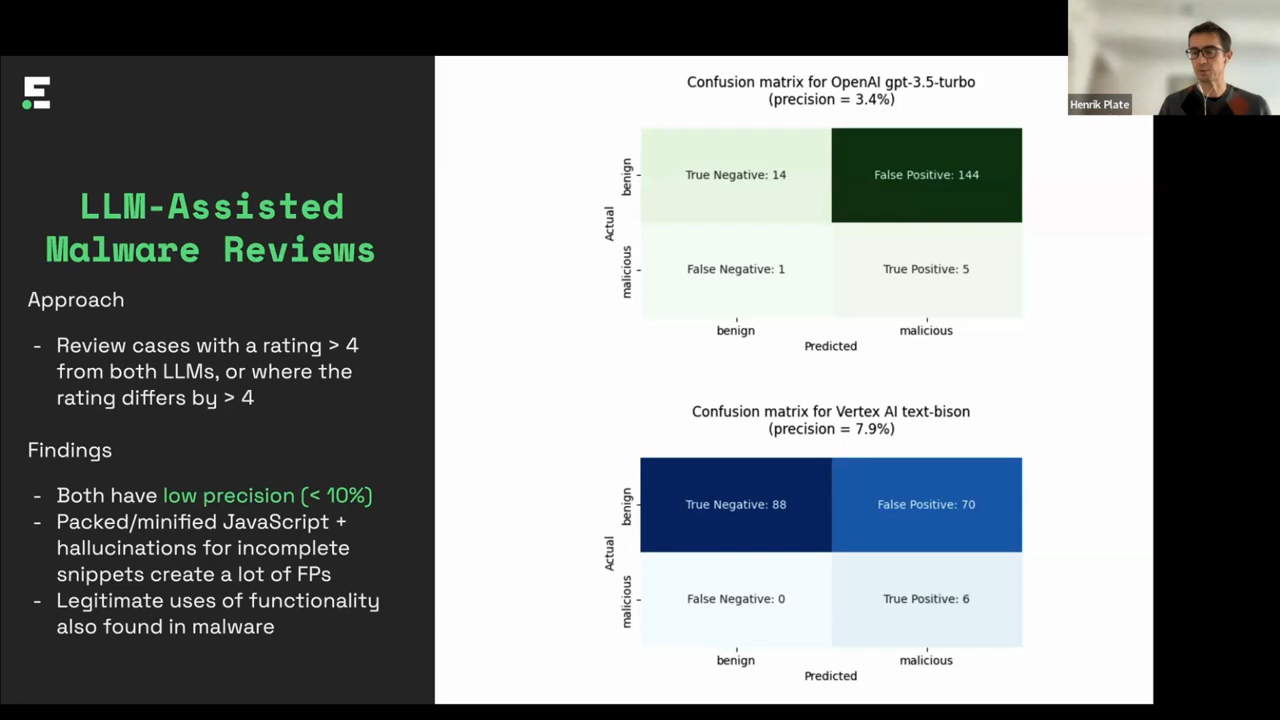 LLM-Assisted
Malware Reviews
Approach
- Review cases with a rating > 4
from both LLMs, or where the
rating differs by > 4
Findings
- Both have low precision (< 10%)
- Packed/minified JavaScript +
hallucinations for incomplete
snippets create a lot of FPs
- Legitimate uses of functionality
also found in malware
Confusion matrix for OpenAI gpt-3.5-turbo
(precision = 3.4%)
Actual
benign
malicious
True Negative: 14
False Positive: 144
False Negative: 1
True Positive: 5
benign
malicious
Predicted
Confusion matrix for Vertex AI text-bison
(precision = 7.9%)
Actual
benign
malicious
True Negative: 88
False Positive: 70
False Negative: 0
True Positive: 6
benign
malicious
Predicted
Henrik Plate